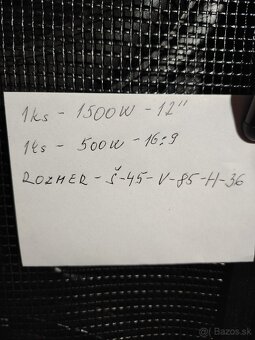 1ks - 1500W - 12"
1ks - 500W - 16:9
ROZMER - Š-45-V-85-H-36
Bazos.sk